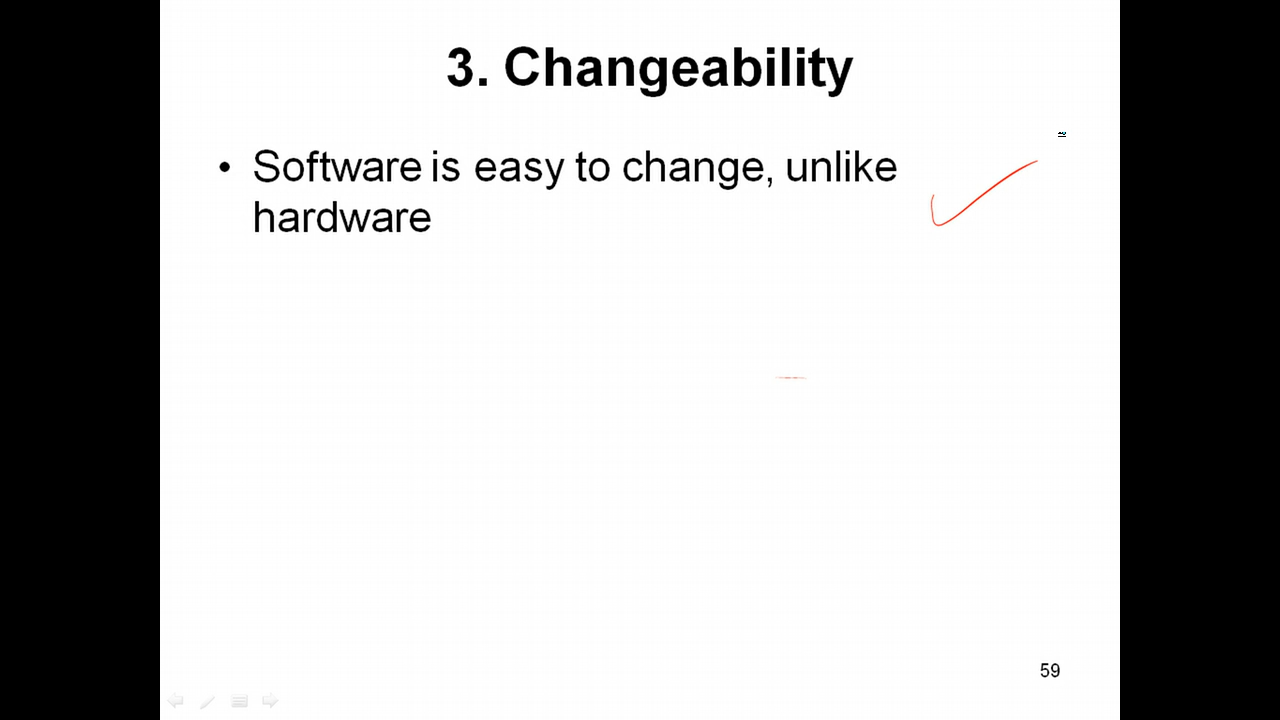 3. Changeability
• Software is easy to change, unlike
hardware
59